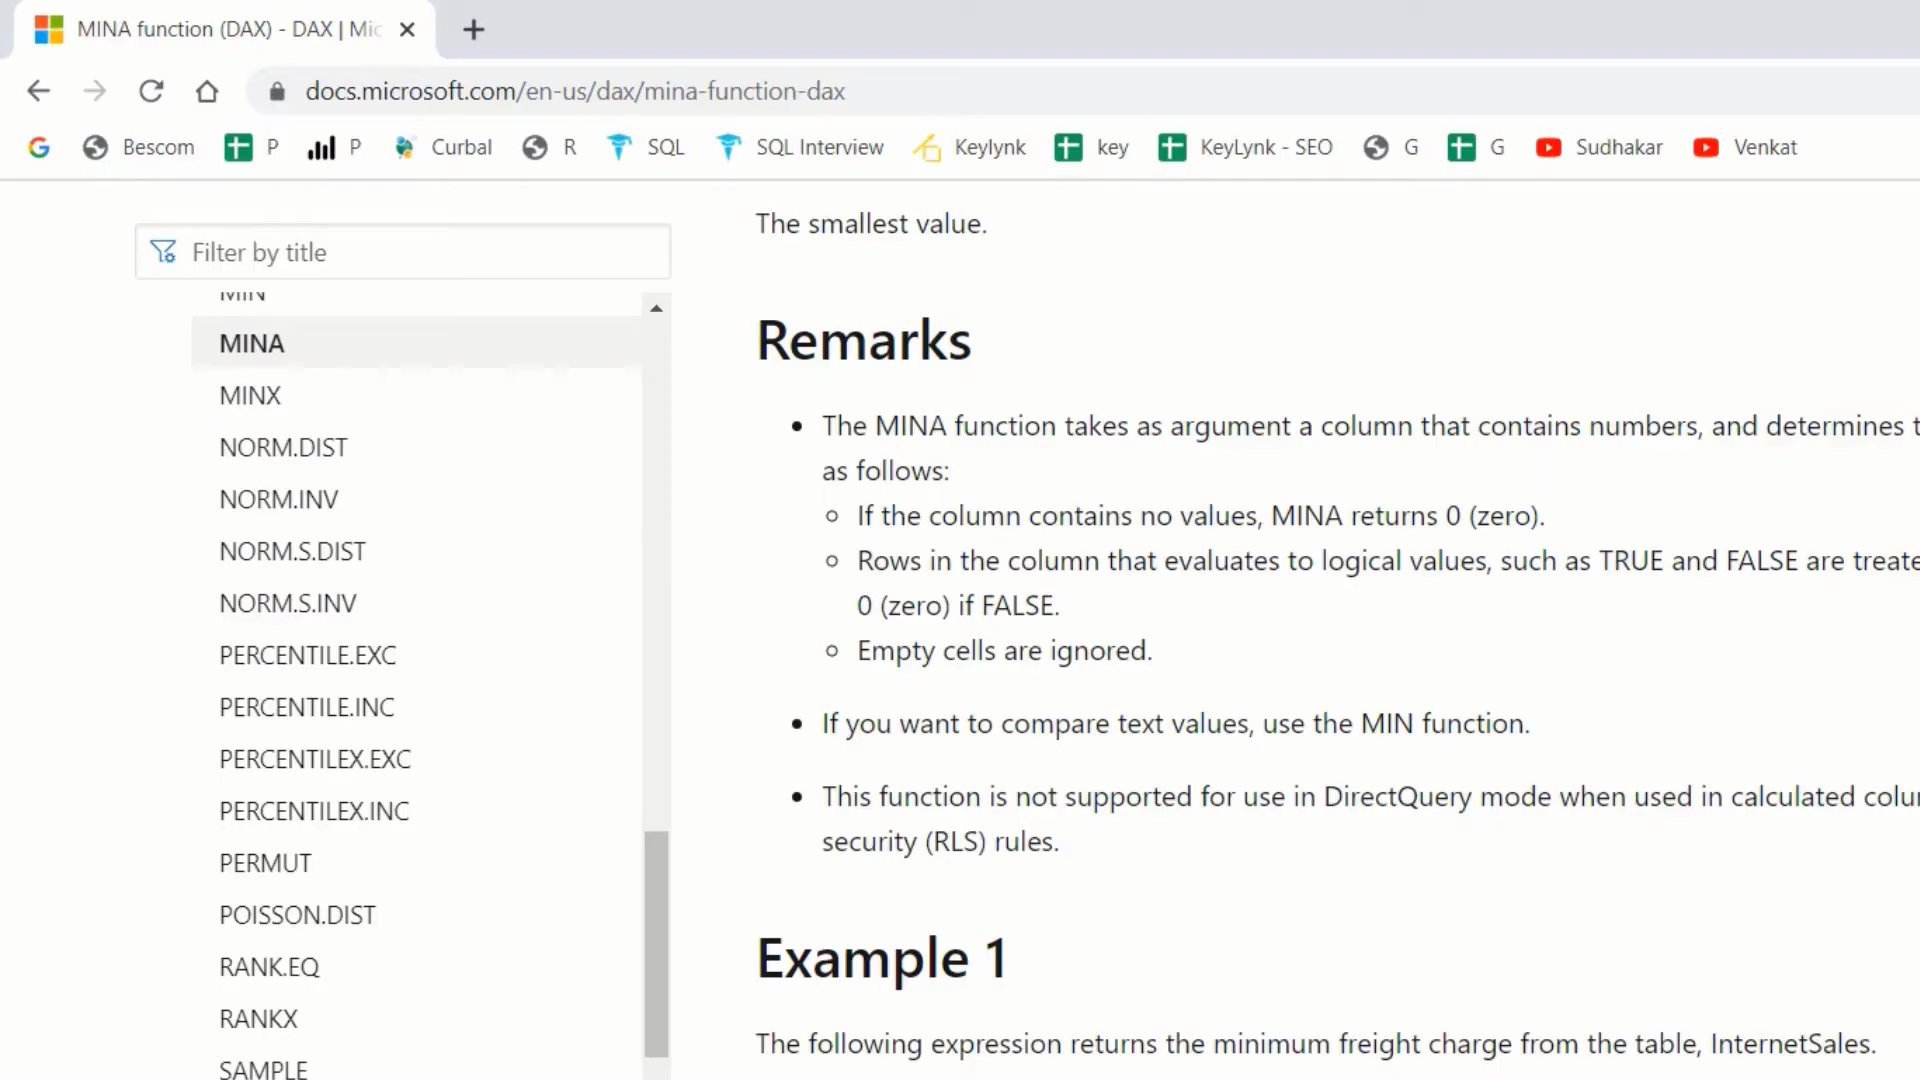 MINA function (DAX) - DAX | Mic
docs.microsoft.com/en-us/dax/mina-function-dax
Bescom P P Curbal R SQL SQL Interview Keylynk key KeyLynk - SEO G G Sudhakar Venkat
Filter by title
MIN
MINA
MINX
NORM.DIST
NORM.INV
NORM.S.DIST
NORM.S.INV
PERCENTILE.EXC
PERCENTILE.INC
PERCENTILEX.EXC
PERCENTILEX.INC
PERMUT
POISSON.DIST
RANK.EQ
RANKX
SAMPLE
The smallest value.
Remarks
The MINA function takes as argument a column that contains numbers, and determines t
as follows:
If the column contains no values, MINA returns 0 (zero).
Rows in the column that evaluates to logical values, such as TRUE and FALSE are treate
0 (zero) if FALSE.
Empty cells are ignored.
If you want to compare text values, use the MIN function.
This function is not supported for use in DirectQuery mode when used in calculated colu
security (RLS) rules.
Example 1
The following expression returns the minimum freight charge from the table, InternetSales.